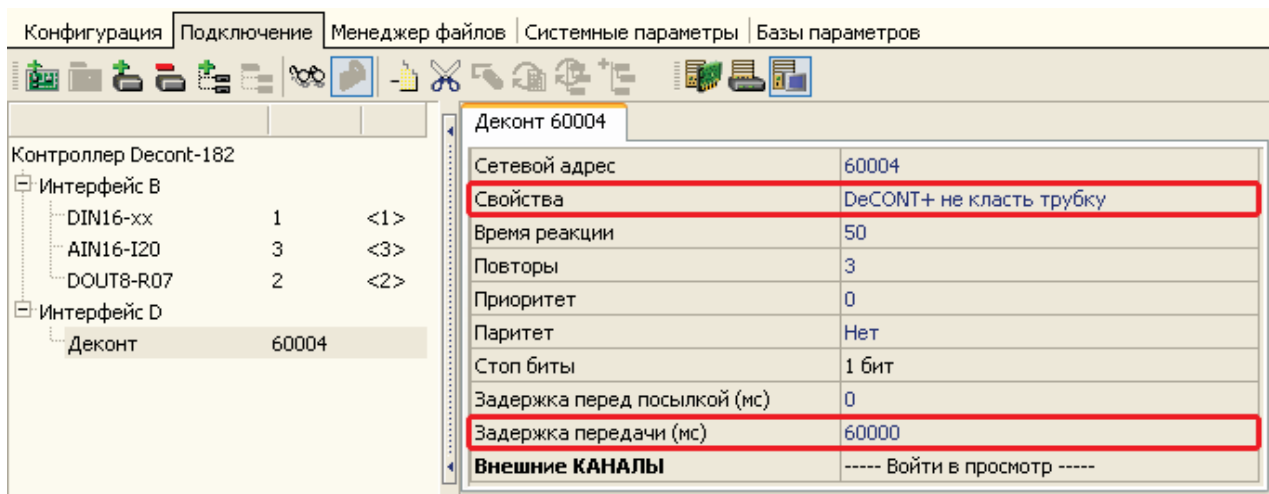 Конфигурация Подключение Менеджер файлов Системные параметры Базы параметров
Деконт 60004
Контроллер Decont-182
Интерфейс B
DIN16-xx 1 <1>
AIN16-I20 3 <3>
DOUT8-R07 2 <2>
Интерфейс D
Деконт 60004
Сетевой адрес 60004
Свойства DeCONT+ не класть трубку
Время реакции 50
Повторы 3
Приоритет 0
Паритет Нет
Стоп биты 1 бит
Задержка перед посылкой (мс) 0
Задержка передачи (мс) 60000
Внешние КАНАЛЫ ----- Войти в просмотр -----